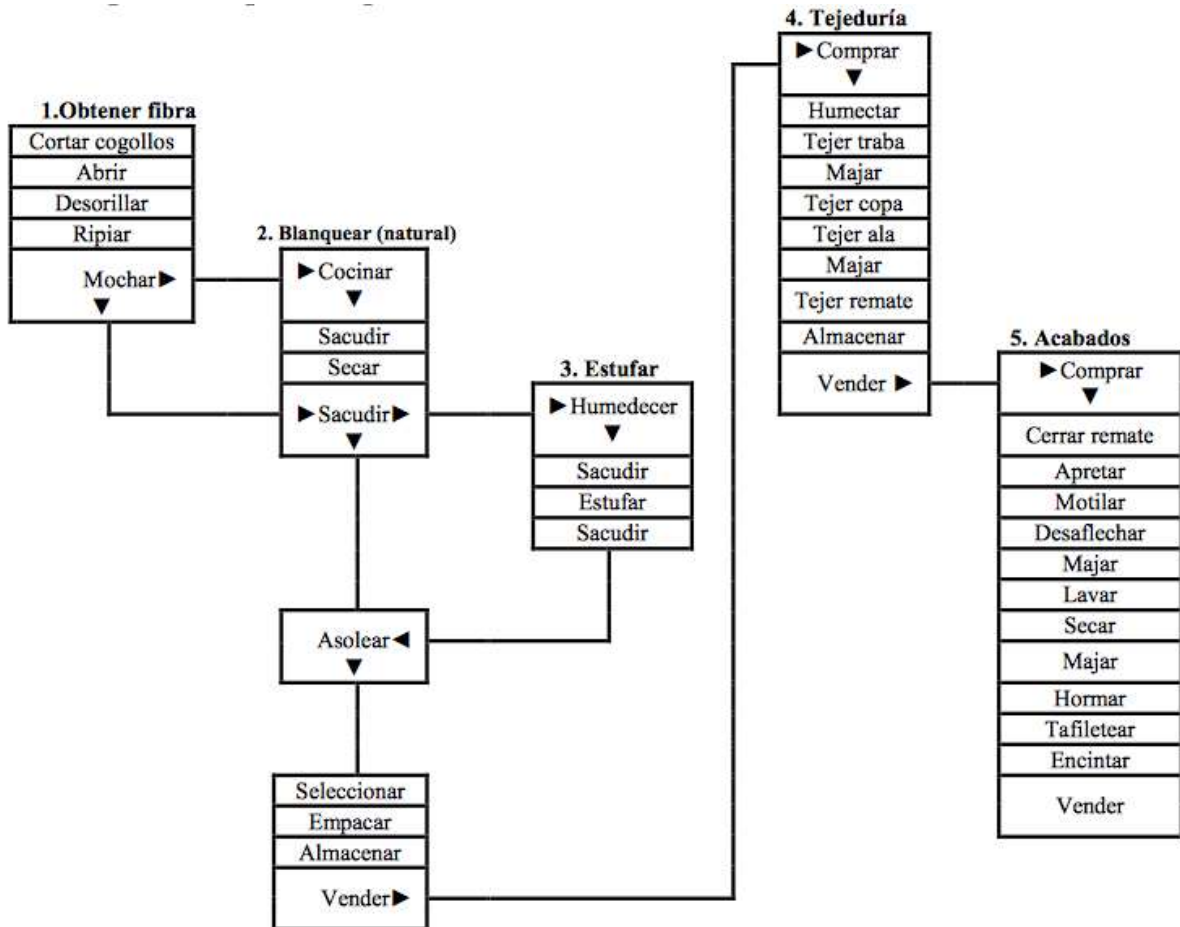 1.Obtener fibra
Cortar cogollos
Abrir
Desorillar
Ripiar
Mochar
2. Blanquear (natural)
Cocinar
Sacudir
Secar
Sacudir
3. Estufar
Humedecer
Sacudir
Estufar
Sacudir
Asolear
Seleccionar
Empacar
Almacenar
Vender
4. Tejeduría
Comprar
Humectar
Tejer traba
Majar
Tejer copa
Tejer ala
Majar
Tejer remate
Almacenar
Vender
5. Acabados
Comprar
Cerrar remate
Apretar
Motilar
Desaflechar
Majar
Lavar
Secar
Majar
Hormar
Tafiletear
Encintar
Vender